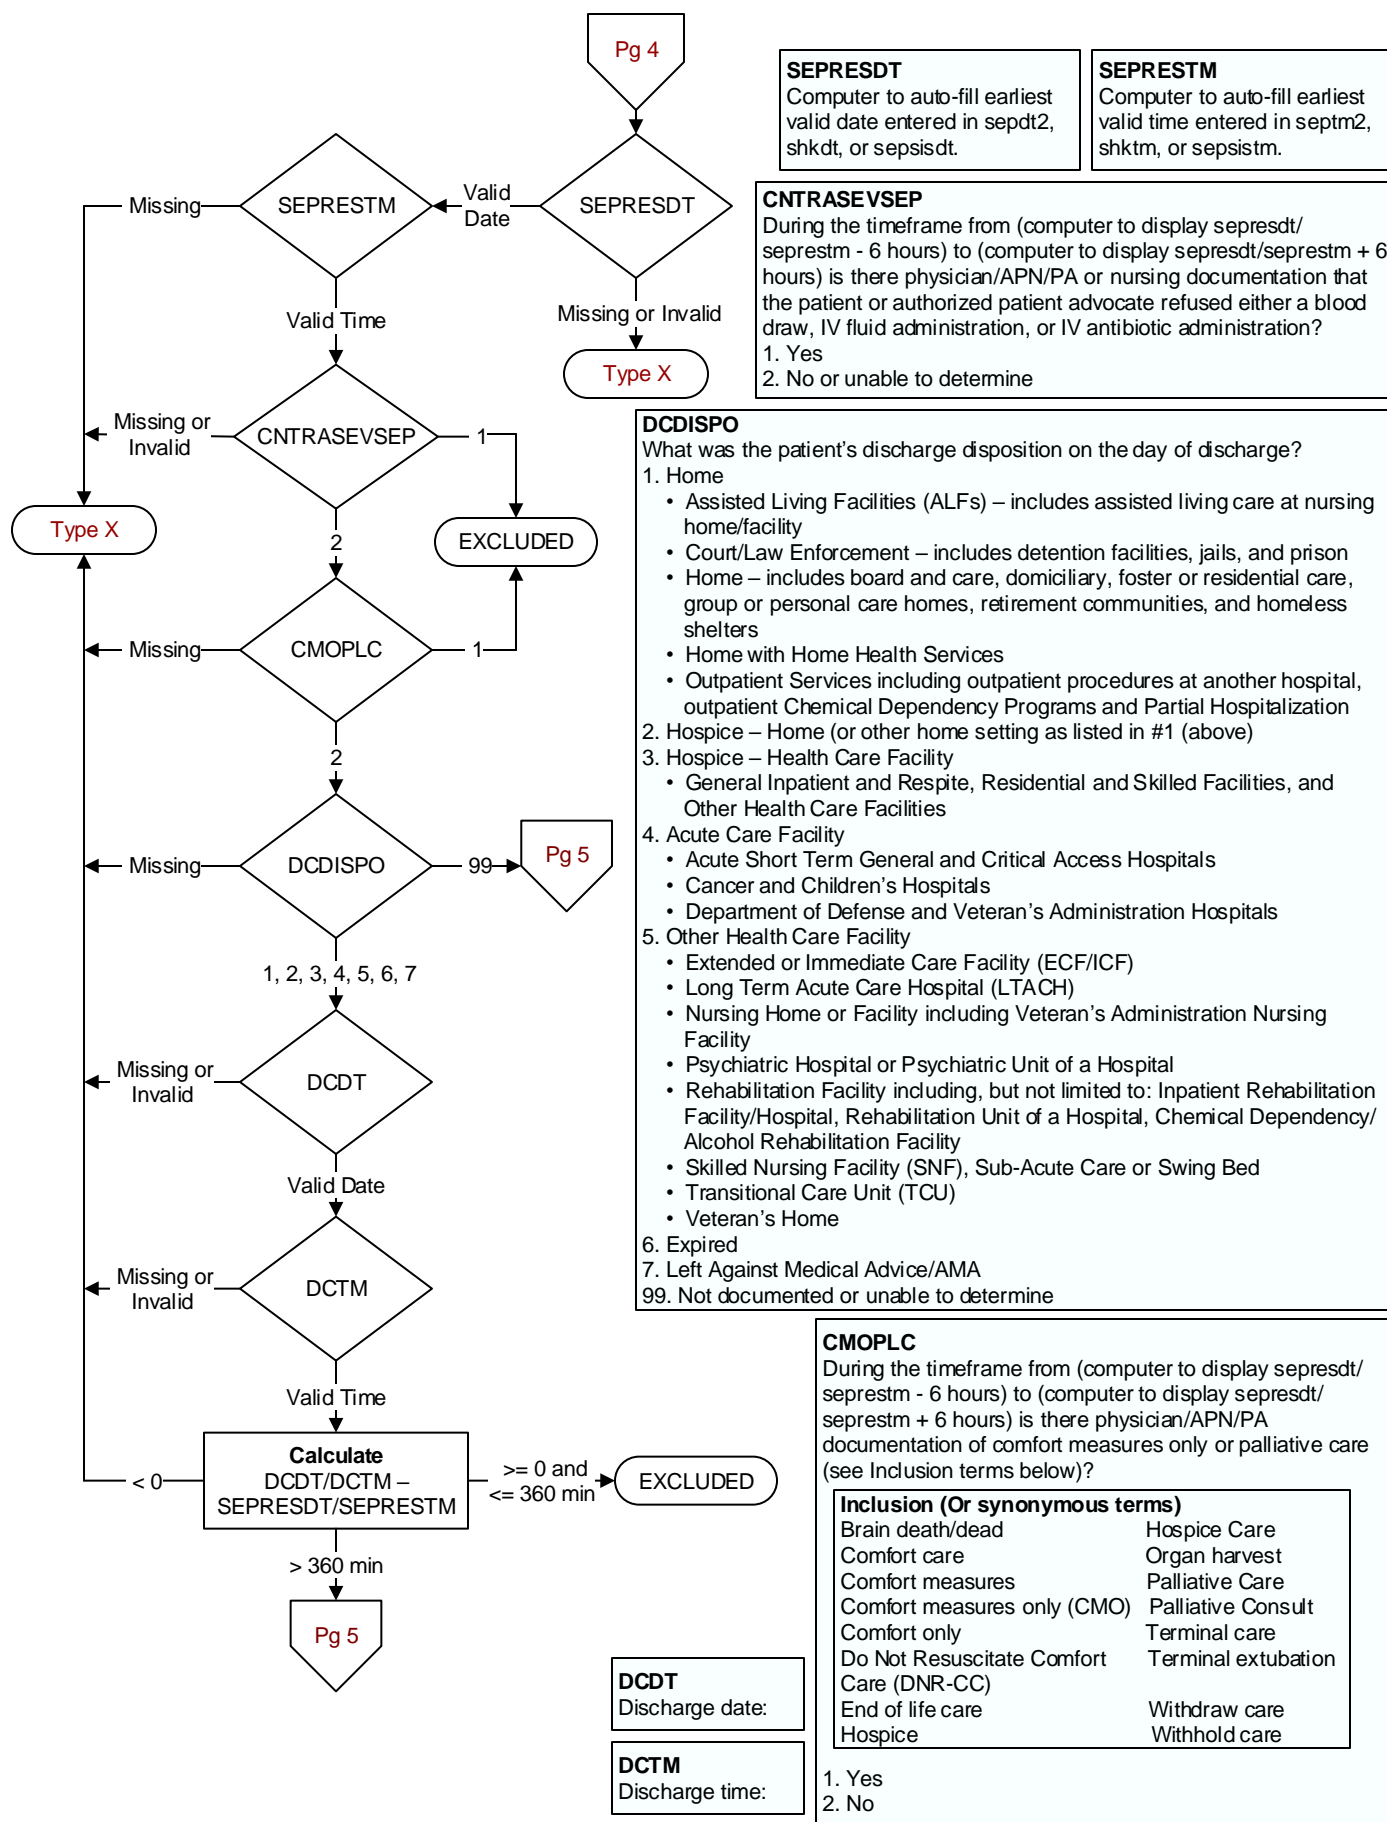 Pg 4
SEPRESDT
Computer to auto-fill earliest
valid date entered in sepdt2,
shkdt, or sepsisdt.
SEPRESTM
Computer to auto-fill earliest
valid time entered in septm2,
shktm, or sepsistm.
Missing
SEPRESTM
Valid
Date
SEPRESDT
Valid Time
Missing or Invalid
Type X
CNTRASEVSEP
During the timeframe from (computer to display sepresdt/
seprestm - 6 hours) to (computer to display sepresdt/seprestm + 6
hours) is there physician/APN/PA or nursing documentation that
the patient or authorized patient advocate refused either a blood
draw, IV fluid administration, or IV antibiotic administration?
1. Yes
2. No or unable to determine
Missing or
Invalid
CNTRASEVSEP
1
Type X
2
EXCLUDED
Missing
CMOPLC
1
2
Missing
DCDISPO
99
Pg 5
1, 2, 3, 4, 5, 6, 7
Missing or
Invalid
DCDT
Valid Date
Missing or
Invalid
DCTM
Valid Time
< 0
Calculate
DCDT/DCTM –
SEPRESDT/SEPRESTM
>= 0 and
<= 360 min
EXCLUDED
> 360 min
Pg 5
DCDISPO
What was the patient’s discharge disposition on the day of discharge?
1. Home
• Assisted Living Facilities (ALFs) – includes assisted living care at nursing
home/facility
• Court/Law Enforcement – includes detention facilities, jails, and prison
• Home – includes board and care, domiciliary, foster or residential care,
group or personal care homes, retirement communities, and homeless
shelters
• Home with Home Health Services
• Outpatient Services including outpatient procedures at another hospital,
outpatient Chemical Dependency Programs and Partial Hospitalization
2. Hospice – Home (or other home setting as listed in #1 (above)
3. Hospice – Health Care Facility
• General Inpatient and Respite, Residential and Skilled Facilities, and
Other Health Care Facilities
4. Acute Care Facility
• Acute Short Term General and Critical Access Hospitals
• Cancer and Children’s Hospitals
• Department of Defense and Veteran’s Administration Hospitals
5. Other Health Care Facility
• Extended or Immediate Care Facility (ECF/ICF)
• Long Term Acute Care Hospital (LTACH)
• Nursing Home or Facility including Veteran’s Administration Nursing
Facility
• Psychiatric Hospital or Psychiatric Unit of a Hospital
• Rehabilitation Facility including, but not limited to: Inpatient Rehabilitation
Facility/Hospital, Rehabilitation Unit of a Hospital, Chemical Dependency/
Alcohol Rehabilitation Facility
• Skilled Nursing Facility (SNF), Sub-Acute Care or Swing Bed
• Transitional Care Unit (TCU)
• Veteran’s Home
6. Expired
7. Left Against Medical Advice/AMA
99. Not documented or unable to determine
CMOPLC
During the timeframe from (computer to display sepresdt/
seprestm - 6 hours) to (computer to display sepresdt/
seprestm + 6 hours) is there physician/APN/PA
documentation of comfort measures only or palliative care
(see Inclusion terms below)?
Inclusion (Or synonymous terms)
Brain death/dead Hospice Care
Comfort care Organ harvest
Comfort measures Palliative Care
Comfort measures only (CMO) Palliative Consult
Comfort only Terminal care
Do Not Resuscitate Comfort Terminal extubation
Care (DNR-CC)
End of life care Withdraw care
Hospice Withhold care
1. Yes
2. No
DCDT
Discharge date:
DCTM
Discharge time: